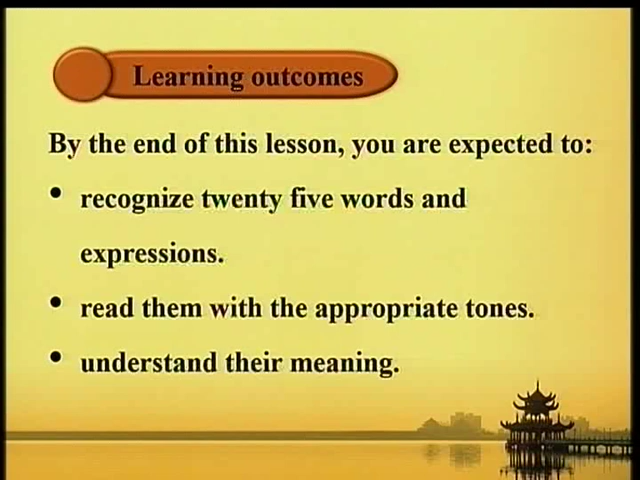 Learning outcomes
By the end of this lesson, you are expected to:
• recognize twenty five words and
expressions.
• read them with the appropriate tones.
• understand their meaning.